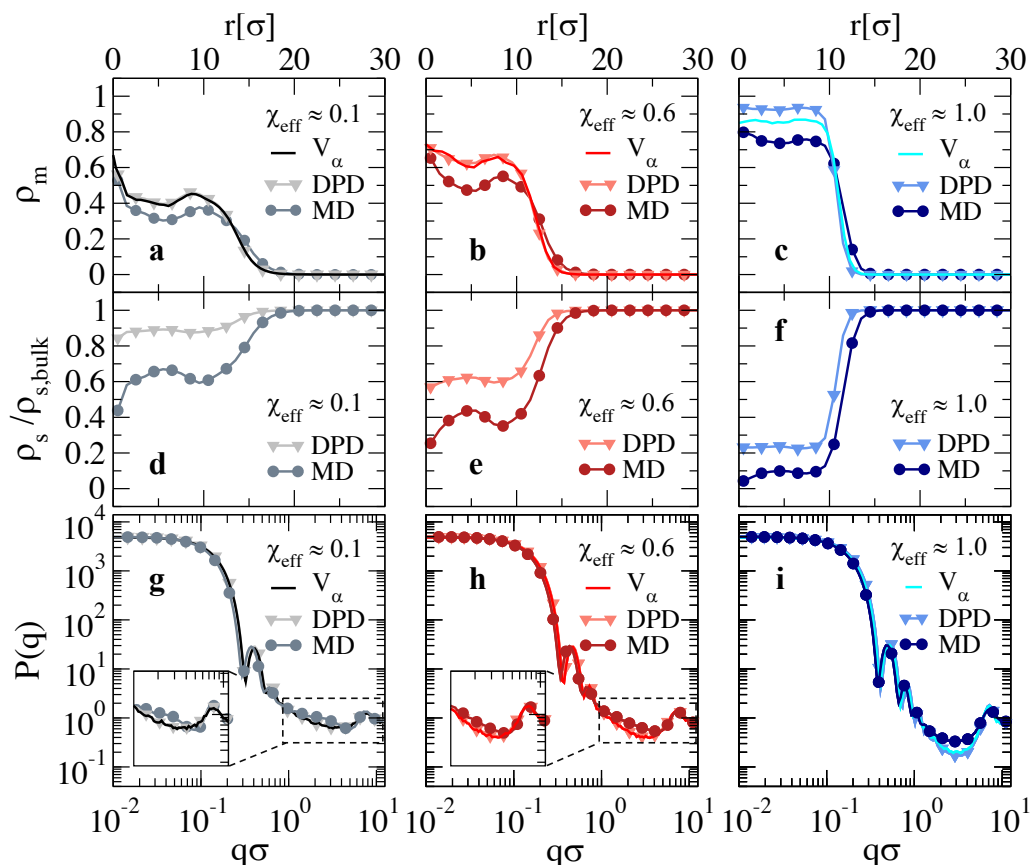 r[σ] r[σ] r[σ]
0 10 20 30 0 10 20 30 0 10 20 30
ρm
1
0.8
0.6
0.4
0.2
0
χeff ≈ 0.1
Vα
DPD
MD
a
χeff ≈ 0.6
Vα
DPD
MD
b
χeff ≈ 1.0
Vα
DPD
MD
c
ρs /ρs,bulk
1
0.8
0.6
0.4
0.2
0
d
χeff ≈ 0.1
DPD
MD
e
χeff ≈ 0.6
DPD
MD
f
χeff ≈ 1.0
DPD
MD
P(q)
10^4
10^3
10^2
10^1
10^0
10^-1
g
χeff ≈ 0.1
Vα
DPD
MD
h
χeff ≈ 0.6
Vα
DPD
MD
i
χeff ≈ 1.0
Vα
DPD
MD
10^-2 10^-1 10^0 10^1 10^-2 10^-1 10^0 10^1 10^-2 10^-1 10^0 10^1
qσ qσ qσ